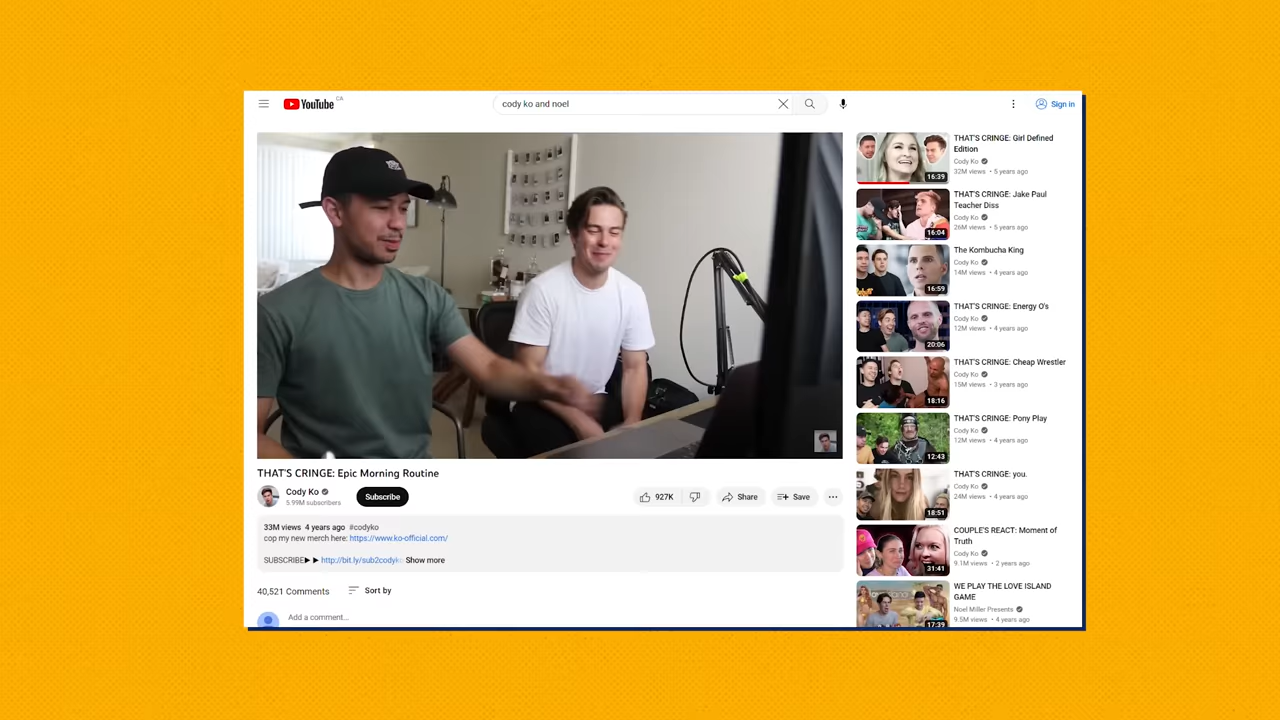 YouTube CA
cody ko and noel
Sign in
THAT'S CRINGE: Epic Morning Routine
Cody Ko
5.99M subscribers
Subscribe
927K
Share
Save
33M views 4 years ago #codyko
cop my new merch here: https://www.ko-official.com/
SUBSCRIBE▶ ▶ http://bit.ly/sub2codyko Show more
40,521 Comments
Sort by
Add a comment...
THAT'S CRINGE: Girl Defined
Edition
Cody Ko
32M views • 5 years ago
16:39
THAT'S CRINGE: Jake Paul
Teacher Diss
Cody Ko
26M views • 5 years ago
16:04
The Kombucha King
Cody Ko
14M views • 4 years ago
16:59
THAT'S CRINGE: Energy O's
Cody Ko
12M views • 4 years ago
20:06
THAT'S CRINGE: Cheap Wrestler
Cody Ko
15M views • 3 years ago
18:16
THAT'S CRINGE: Pony Play
Cody Ko
12M views • 4 years ago
12:43
THAT'S CRINGE: you.
Cody Ko
24M views • 4 years ago
18:51
COUPLE'S REACT: Moment of
Truth
Cody Ko
9.1M views • 2 years ago
31:41
WE PLAY THE LOVE ISLAND
GAME
Noel Miller Presents
9.5M views • 4 years ago
17:39